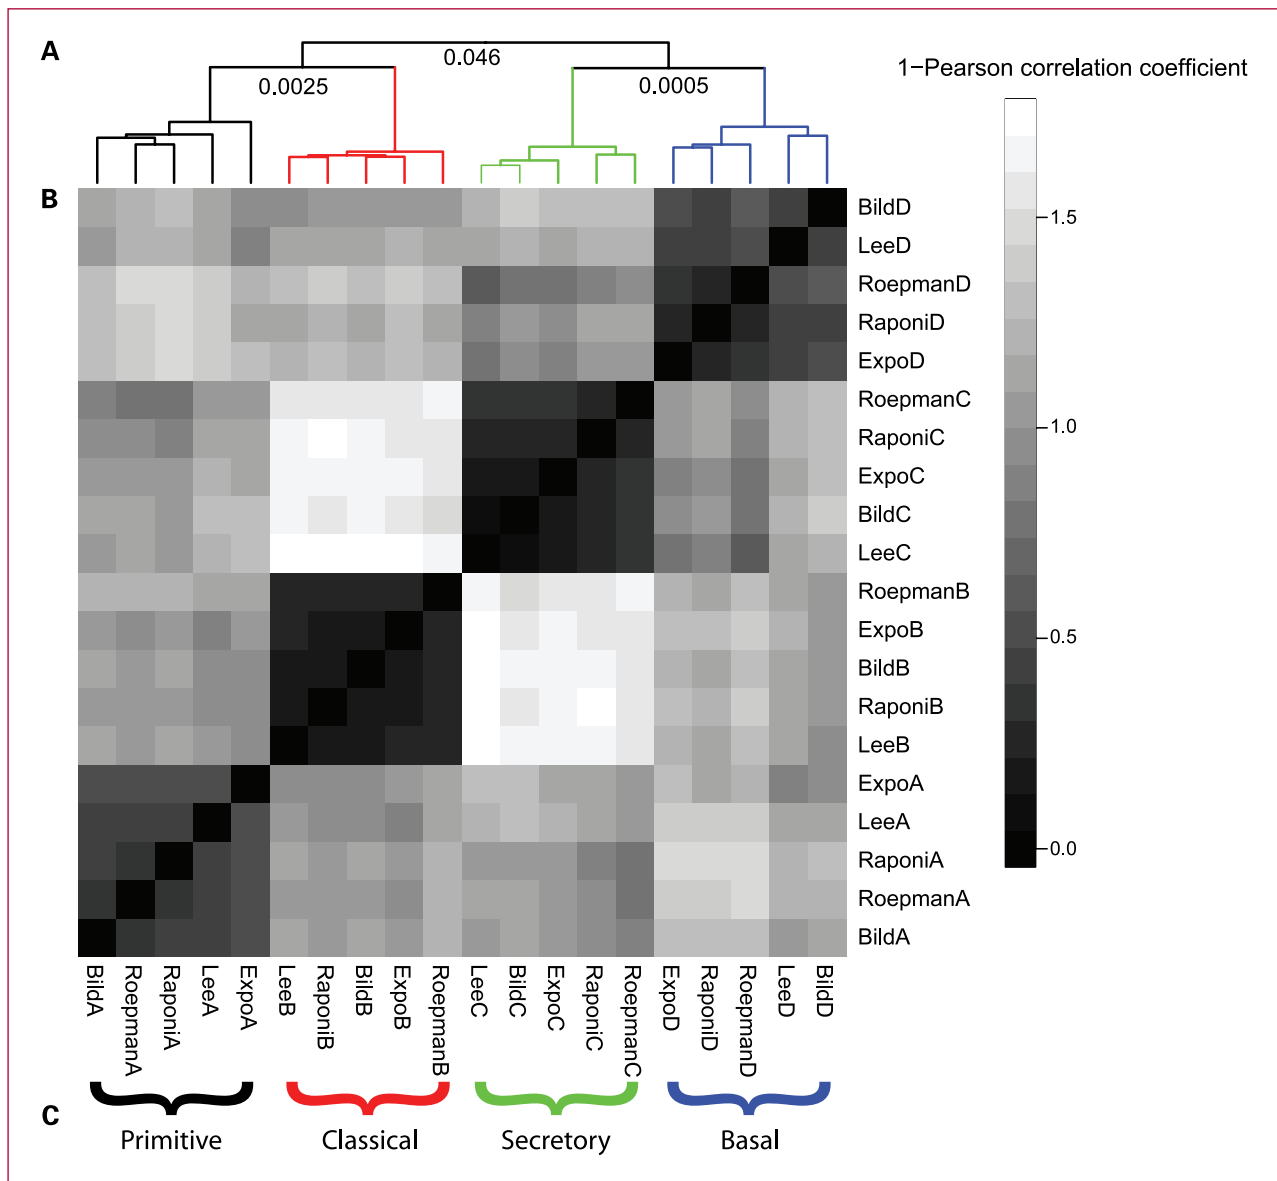 A
0.046
0.0025
0.0005
1−Pearson correlation coefficient
B
BildD
LeeD
RoepmanD
RaponiD
ExpoD
RoepmanC
RaponiC
ExpoC
BildC
LeeC
RoepmanB
ExpoB
BildB
RaponiB
LeeB
ExpoA
LeeA
RaponiA
RoepmanA
BildA
1.5
1.0
0.5
0.0
BildA
RoepmanA
RaponiA
LeeA
ExpoA
LeeB
RaponiB
BildB
ExpoB
RoepmanB
LeeC
BildC
ExpoC
RaponiC
RoepmanC
ExpoD
RaponiD
RoepmanD
LeeD
BildD
C
Primitive
Classical
Secretory
Basal